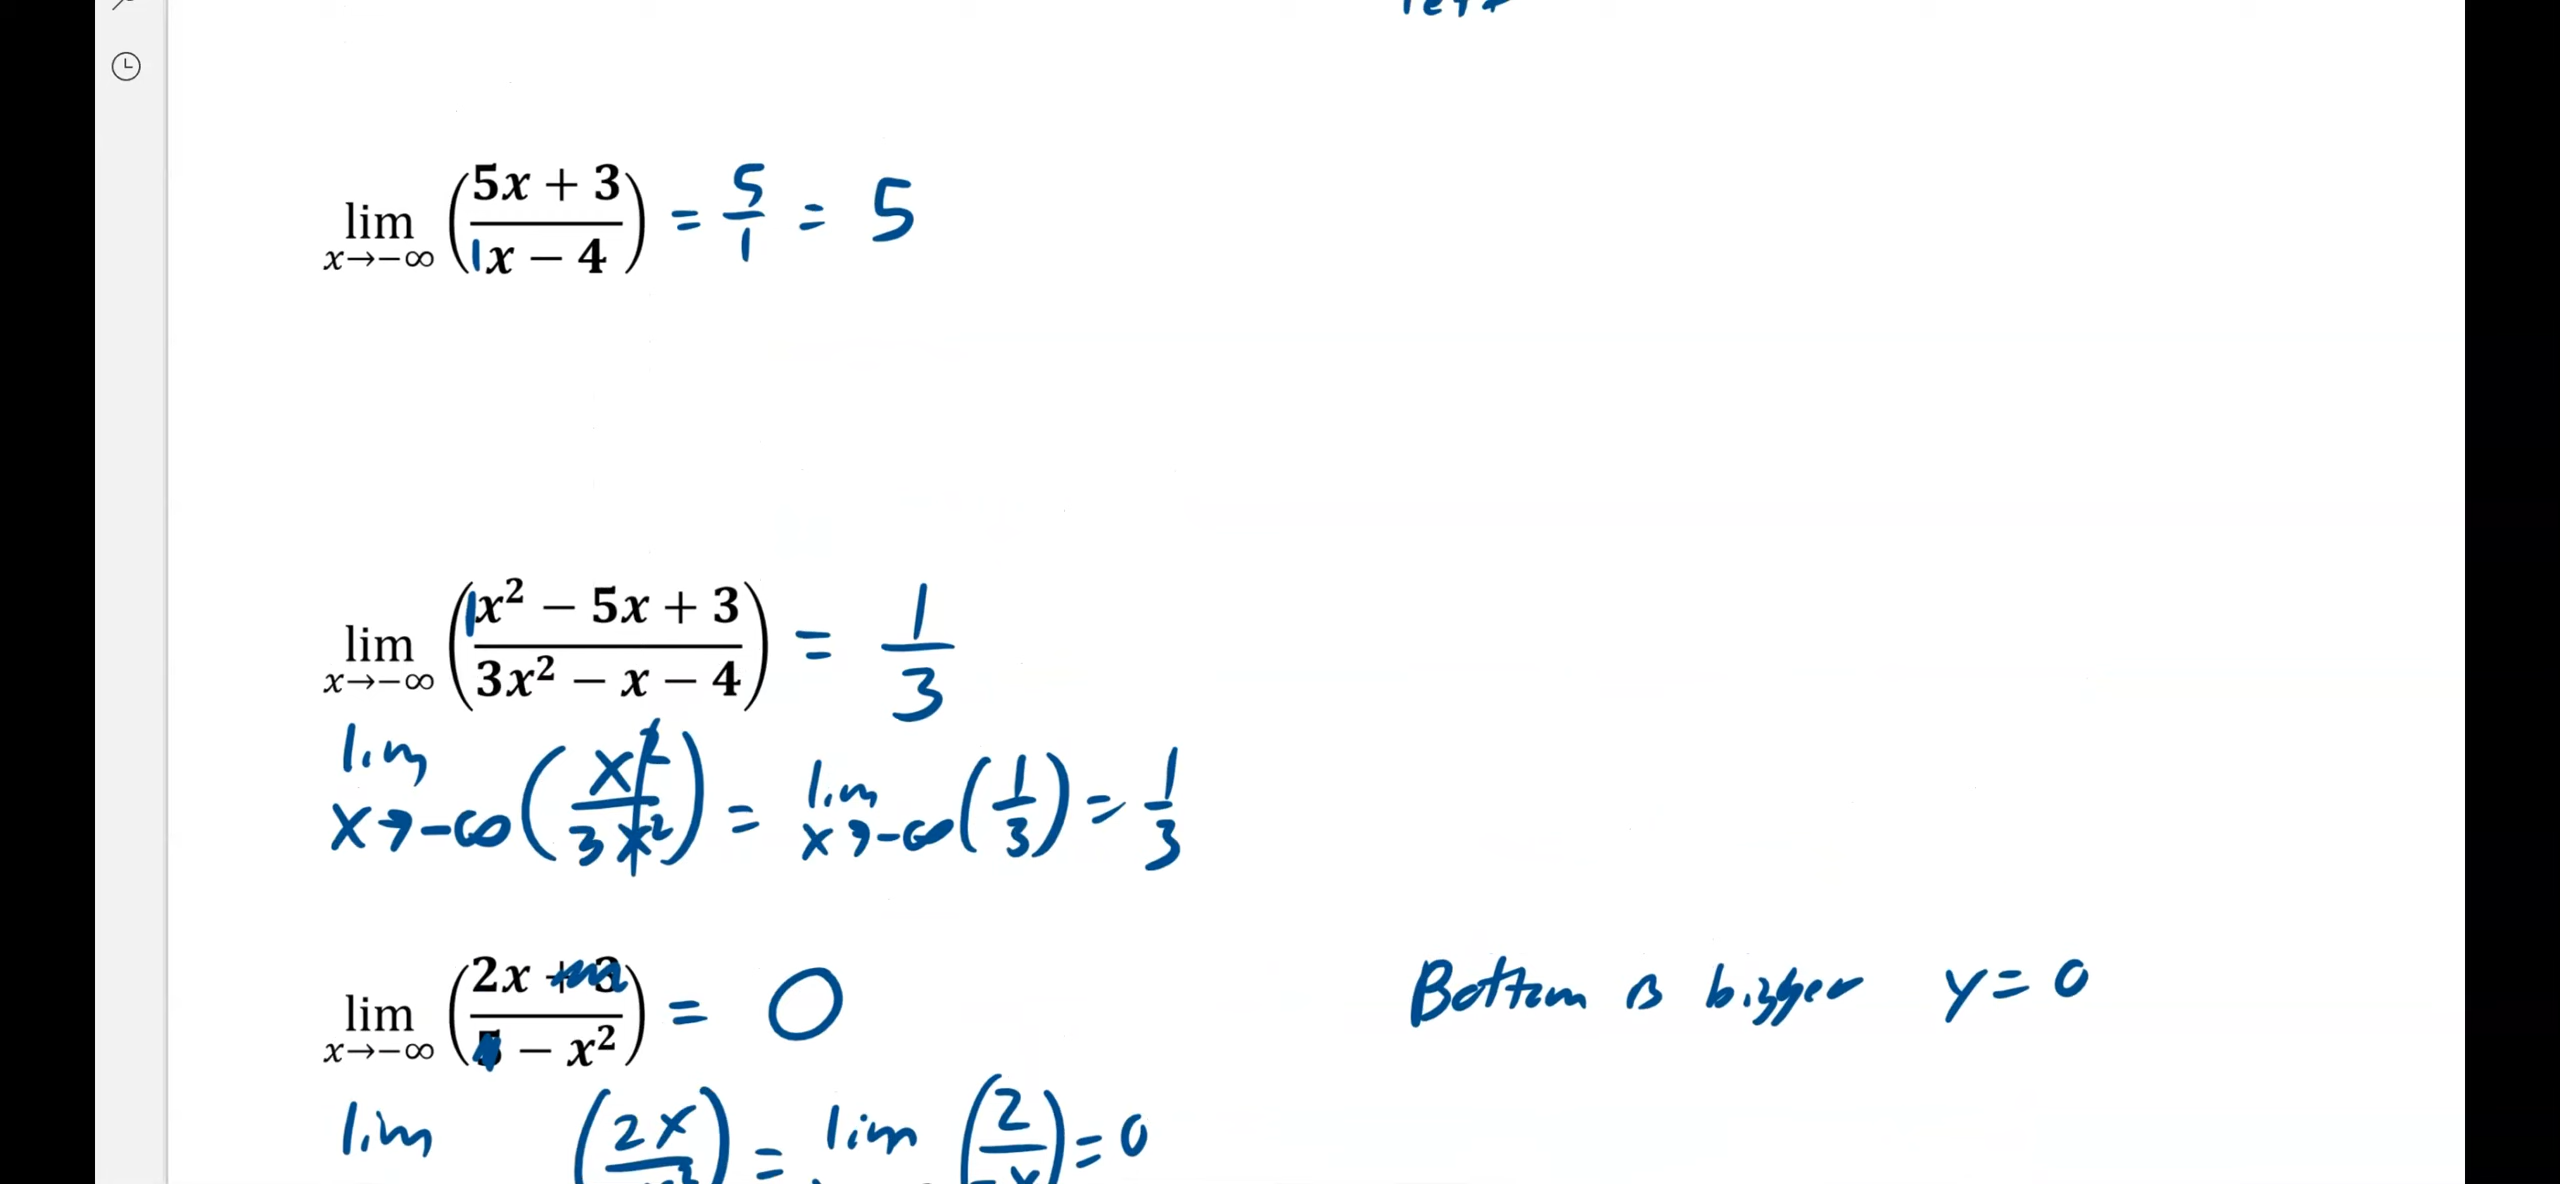 lim x→−∞ ((5x + 3)/(1x − 4)) = 5/1 = 5
lim x→−∞ ((1x² − 5x + 3)/(3x² − x − 4)) = 1/3
lim x→−∞ (x²/3x²) = lim x→−∞ (1/3) = 1/3
lim x→−∞ ((2x + 3)/(5 − x²)) = 0 Bottom is bigger y = 0
lim (2x/) = lim (2/−x) = 0